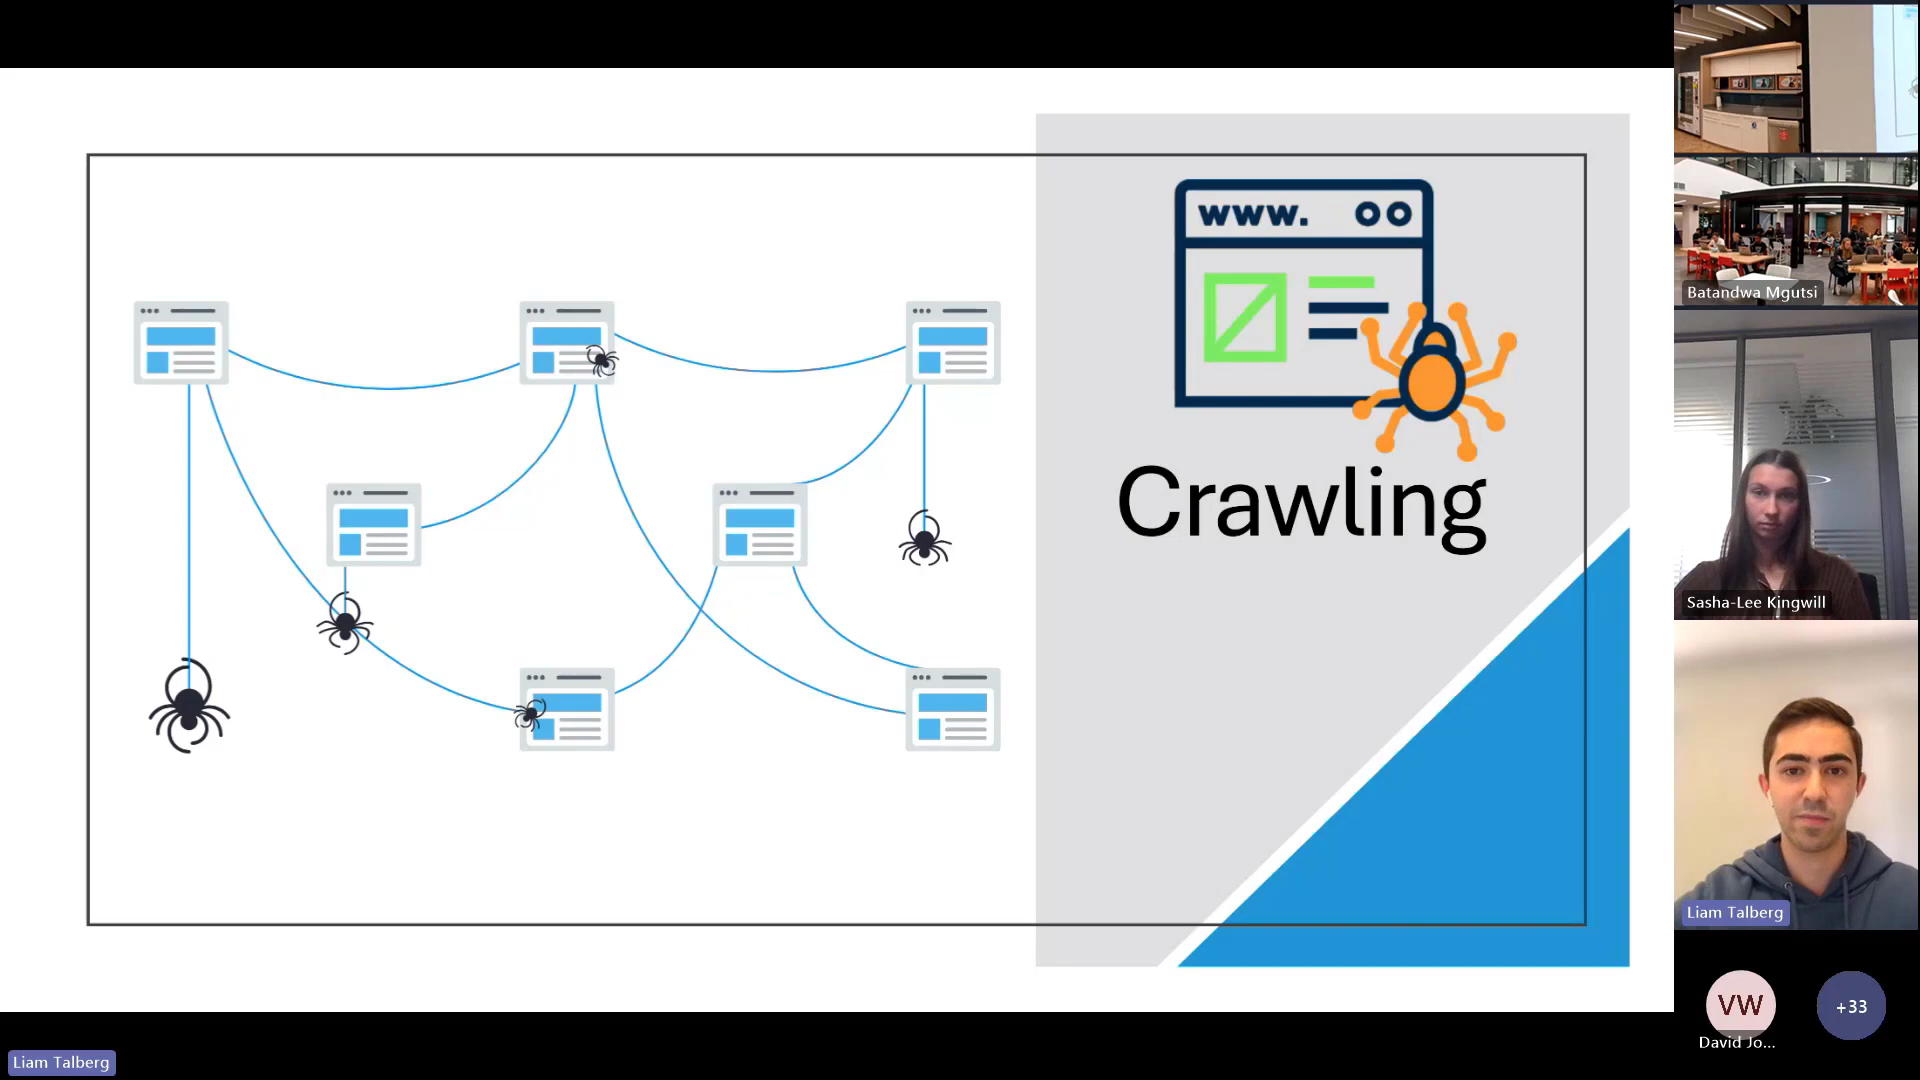 www.
Crawling
Batandwa Mgutsi
Sasha-Lee Kingwill
Liam Talberg
VW
David Jo...
+33
Liam Talberg